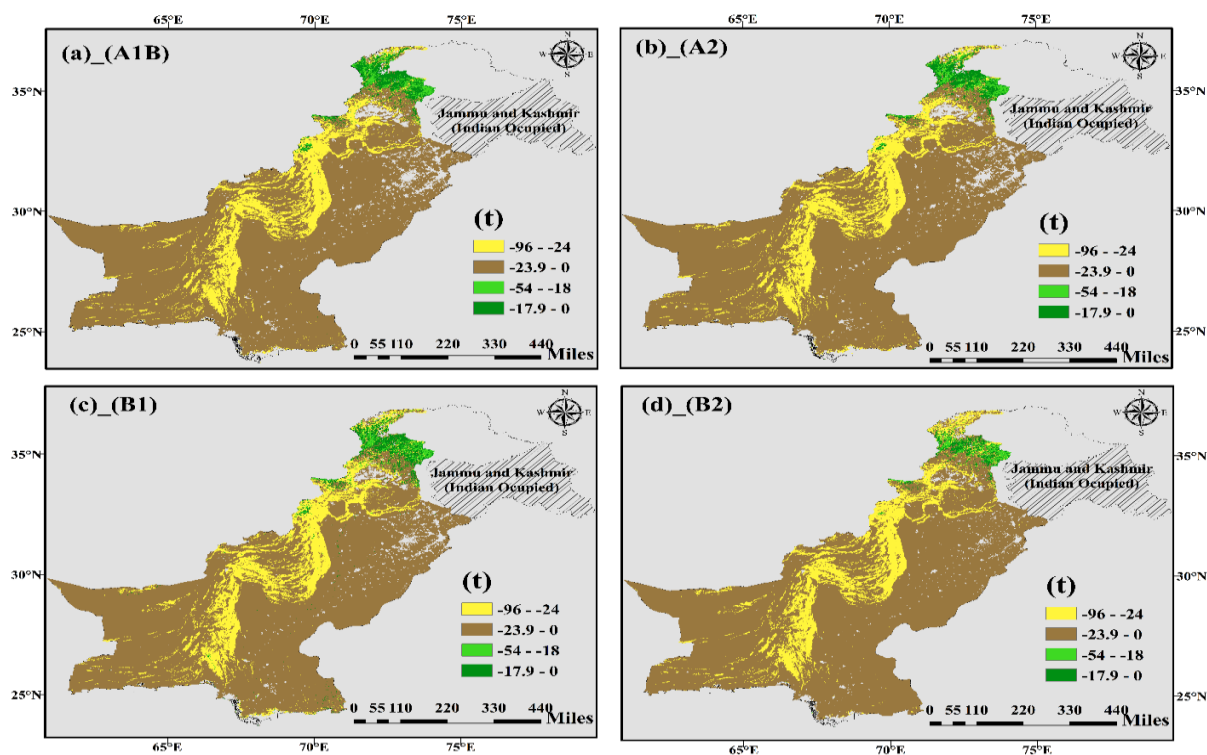 65°E 70°E 75°E 65°E 70°E 75°E
(a)_(A1B)
N
W E
S
35°N
30°N
25°N
Jammu and Kashmir
(Indian Ocupied)
(t)
-96 - -24
-23.9 - 0
-54 - -18
-17.9 - 0
0 55 110 220 330 440 Miles
(b)_(A2)
N
W E
S
35°N
30°N
25°N
Jammu and Kashmir
(Indian Ocupied)
(t)
-96 - -24
-23.9 - 0
-54 - -18
-17.9 - 0
0 55 110 220 330 440 Miles
(c)_(B1)
N
W E
S
35°N
30°N
25°N
Jammu and Kashmir
(Indian Ocupied)
(t)
-96 - -24
-23.9 - 0
-54 - -18
-17.9 - 0
0 55 110 220 330 440 Miles
(d)_(B2)
N
W E
S
35°N
30°N
25°N
Jammu and Kashmir
(Indian Ocupied)
(t)
-96 - -24
-23.9 - 0
-54 - -18
-17.9 - 0
0 55 110 220 330 440 Miles
65°E 70°E 75°E 65°E 70°E 75°E